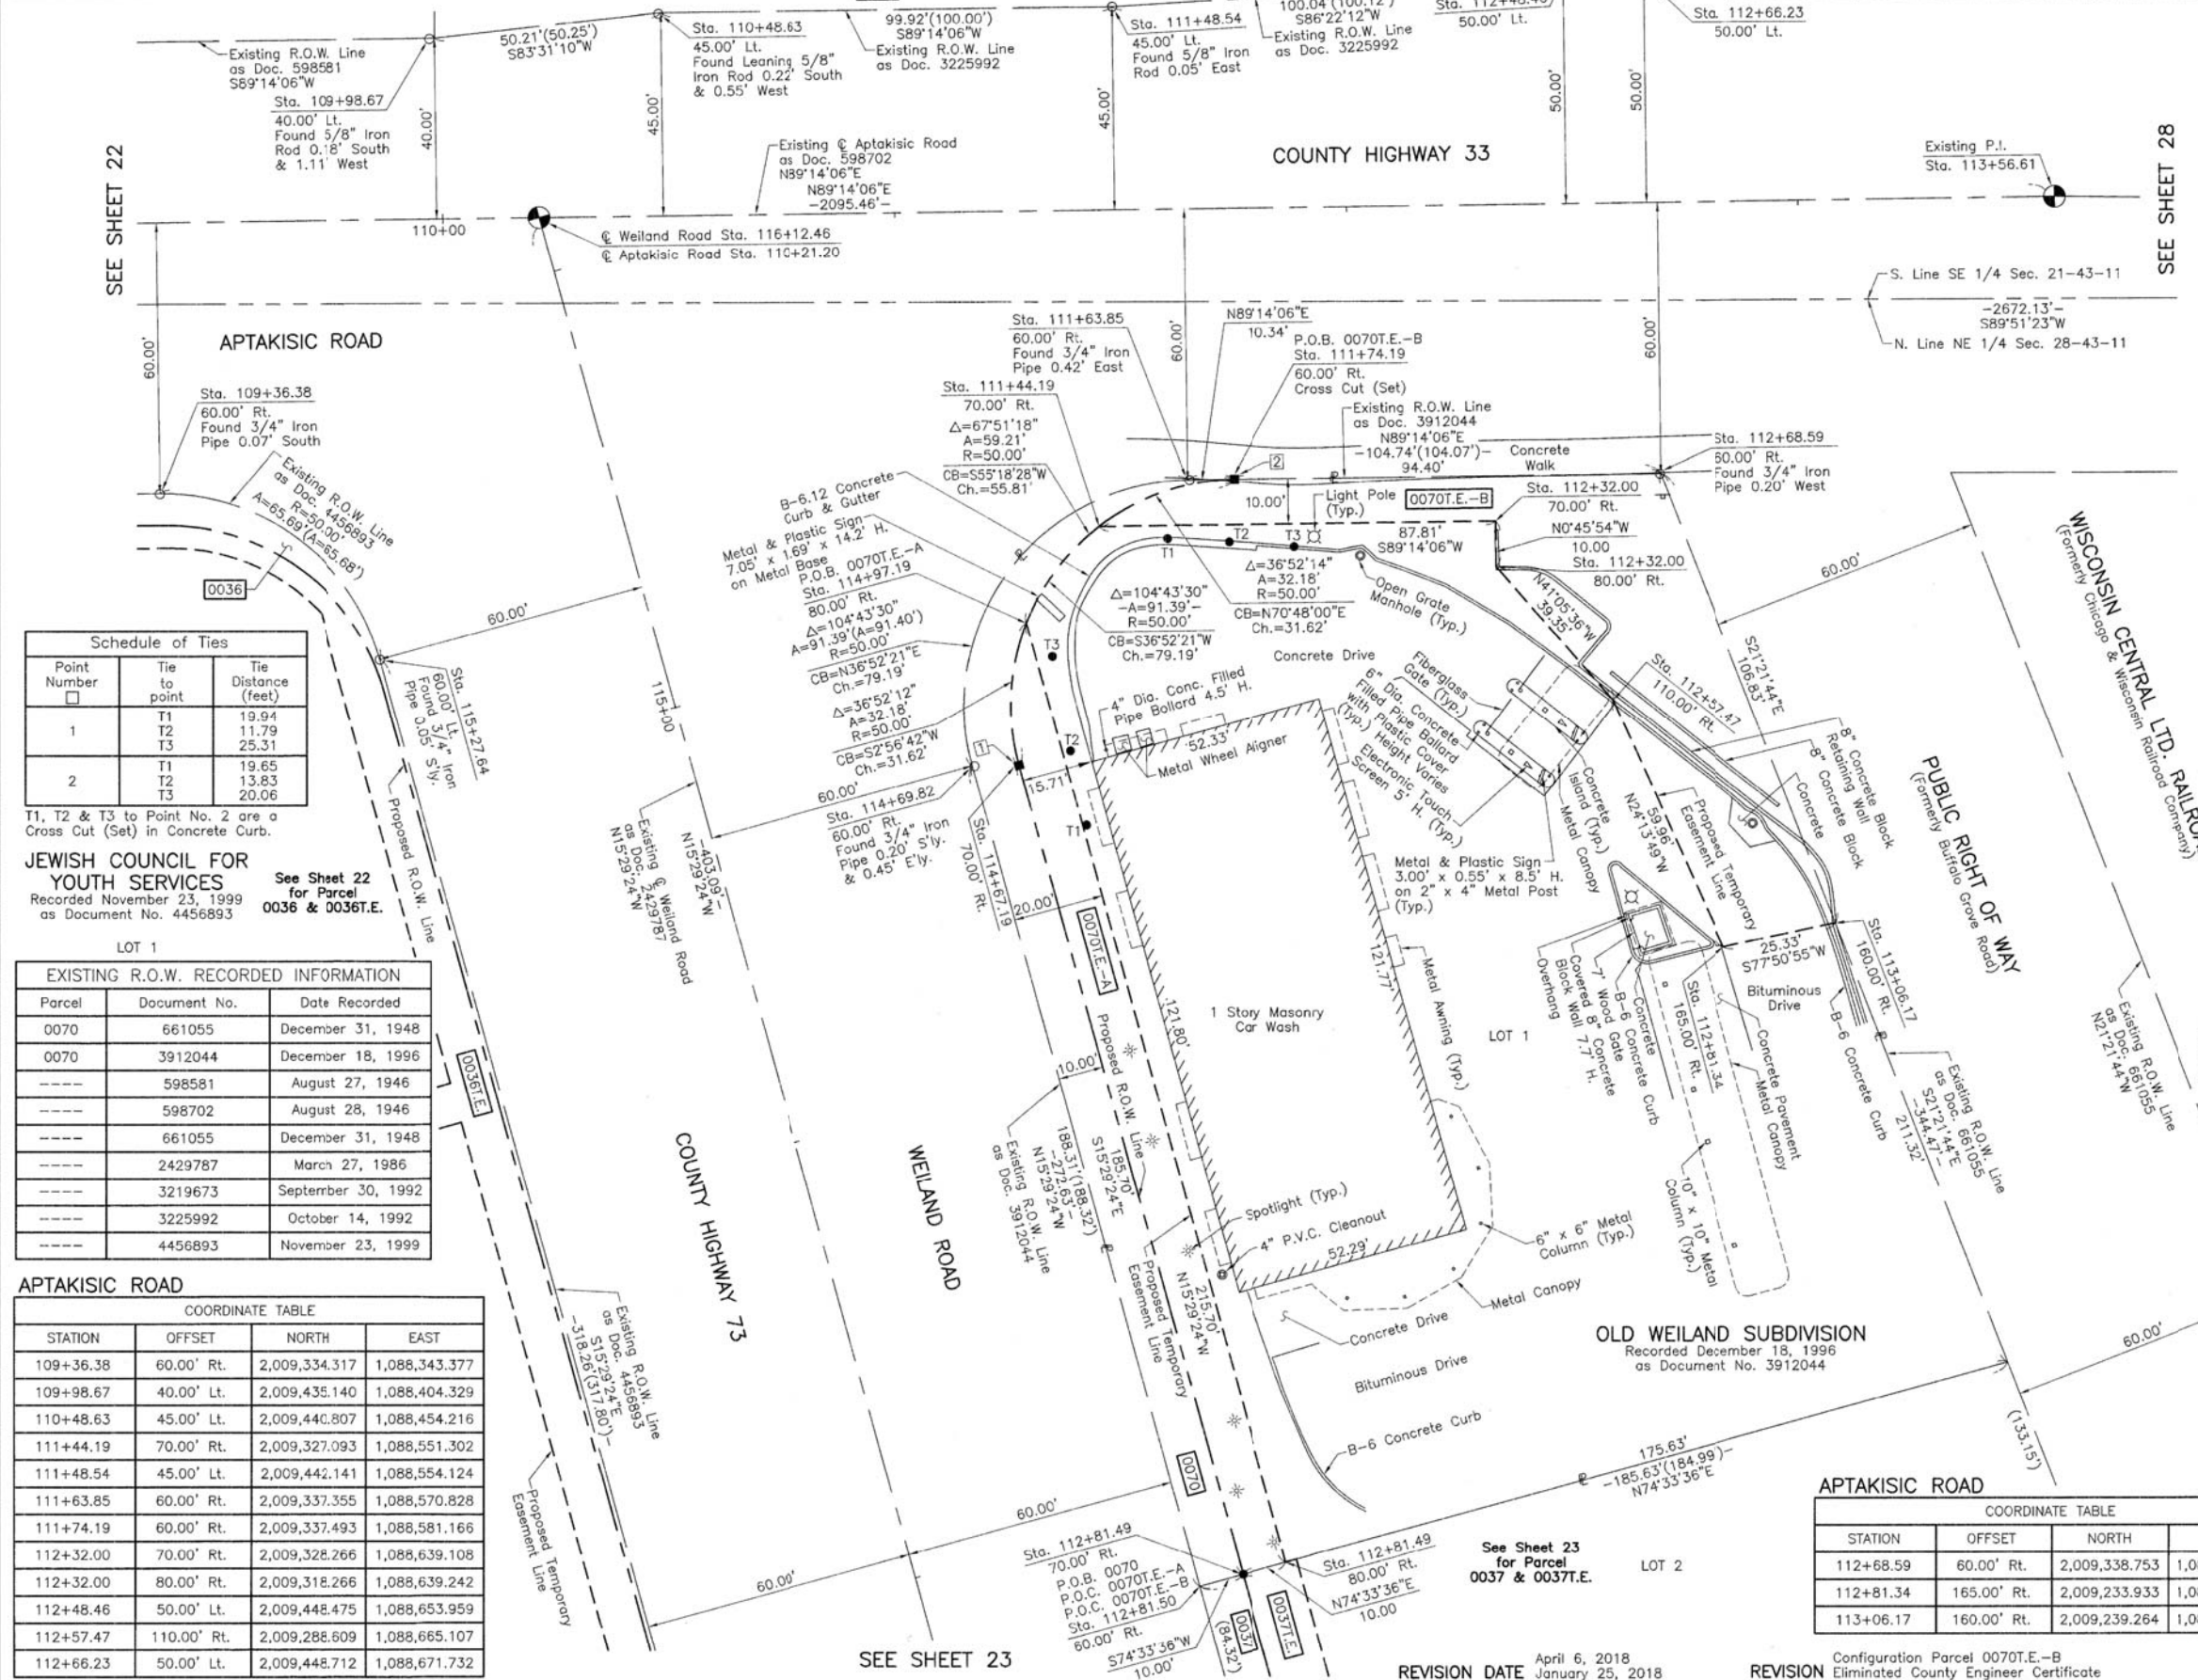 50.21'(50.25')
S83°31'10"W
Existing R.O.W. Line
as Doc. 598581
S89°14'06"W
Sta. 109+98.67
40.00' Lt.
Found 5/8" Iron
Rod 0.18' South
& 1.11' West
40.00'
Sta. 110+48.63
45.00' Lt.
Found Leaning 5/8"
Iron Rod 0.22' South
& 0.55' West
45.00'
99.92'(100.00')
S89°14'06"W
Existing R.O.W. Line
as Doc. 3225992
Sta. 111+48.54
45.00' Lt.
Found 5/8" Iron
Rod 0.05' East
45.00'
100.04'(100.12')
S86°22'12"W
Existing R.O.W. Line
as Doc. 3225992
Sta. 112+48.46
50.00' Lt.
50.00'
Sta. 112+66.23
50.00' Lt.
50.00'
SEE SHEET 22
SEE SHEET 28
Existing ℄ Aptakisic Road
as Doc. 598702
N89°14'06"E
N89°14'06"E
-2095.46'-
COUNTY HIGHWAY 33
Existing P.I.
Sta. 113+56.61
110+00
℄ Weiland Road Sta. 116+12.46
℄ Aptakisic Road Sta. 110+21.20
S. Line SE 1/4 Sec. 21-43-11
-2672.13'-
S89°51'23"W
N. Line NE 1/4 Sec. 28-43-11
APTAKISIC ROAD
60.00'
Sta. 109+36.38
60.00' Rt.
Found 3/4" Iron
Pipe 0.07' South
Existing R.O.W. Line
as Doc. 4456893
R=50.00'
A=65.69'(A=65.68')
0036
60.00'
Sta. 115+27.64
60.00' Lt.
Found 3/4" Iron
Pipe 0.05' S'ly.
Proposed R.O.W. Line
115+00
Sta. 111+63.85
60.00' Rt.
Found 3/4" Iron
Pipe 0.42' East
60.00'
N89°14'06"E
10.34'
P.O.B. 0070T.E.-B
Sta. 111+74.19
60.00' Rt.
Cross Cut (Set)
60.00'
Sta. 111+44.19
70.00' Rt.
Δ=67°51'18"
A=59.21'
R=50.00'
CB=S55°18'28"W
Ch.=55.81'
Existing R.O.W. Line
as Doc. 3912044
N89°14'06"E
-104.74'(104.07')-
94.40'
Concrete
Walk
Sta. 112+68.59
60.00' Rt.
Found 3/4" Iron
Pipe 0.20' West
2
10.00'
Light Pole
(Typ.)
0070T.E.-B
Sta. 112+32.00
70.00' Rt.
N0°45'54"W
10.00
Sta. 112+32.00
80.00' Rt.
87.81'
S89°14'06"W
T1
T2
T3
B-6.12 Concrete
Curb & Gutter
Metal & Plastic Sign
7.05' x 1.69' x 14.2' H.
on Metal Base
P.O.B. 0070T.E.-A
Sta. 114+97.19
80.00' Rt.
Δ=104°43'30"
A=91.39'(A=91.40')
R=50.00'
CB=N36°52'21"E
Ch.=79.19'
Δ=36°52'12"
A=32.18'
R=50.00'
CB=S2°56'42"W
Ch.=31.62'
Δ=104°43'30"
-A=91.39'-
R=50.00'
CB=S36°52'21"W
Ch.=79.19'
Δ=36°52'14"
A=32.18'
R=50.00'
CB=N70°48'00"E
Ch.=31.62'
Open Grate
Manhole (Typ.)
N41°05'36"W
39.35'
Concrete Drive
Fiberglass
Gate (Typ.)
6" Dia. Concrete
Filled Pipe Ballard
with Plastic Cover
(Typ.) Height Varies
Electronic Touch
Screen 5' H. (Typ.)
Concrete
Island (Typ.)
Metal Canopy
Metal & Plastic Sign
3.00' x 0.55' x 8.5' H.
on 2" x 4" Metal Post
(Typ.)
Sta. 112+57.47
110.00' Rt.
8" Concrete Block
Retaining Wall
8" Concrete Block
Concrete
S21°21'44"E
106.83'
60.00'
WISCONSIN CENTRAL LTD.
(Formerly Chicago & Wisconsin Railroad Company)
PUBLIC RIGHT OF WAY
(Formerly Buffalo Grove Road)
Existing R.O.W. Line
as Doc. 661055
N21°21'44"W
4" Dia. Conc. Filled
Pipe Bollard 4.5' H.
52.33'
Metal Wheel Aligner
T3
T2
T1
1
15.71'
60.00'
Sta. 114+69.82
60.00' Rt.
Found 3/4" Iron
Pipe 0.20' S'ly.
& 0.45' E'ly.
Sta. 114+67.19
70.00' Rt.
20.00'
0070T.E.-A
-403.09'-
N15°29'24"W
Existing ℄ Weiland Road
as Doc. 2429787
N15°29'24"W
59.96'
N24°13'49"W
Proposed Temporary
Easement Line
25.33'
S77°50'55"W
Bituminous
Drive
Sta. 113+06.17
160.00' Rt.
Sta. 112+81.34
165.00' Rt.
Overhang
Covered 8" Concrete
Block Wall 7.7' H.
7' Wood Gate
B-6 Concrete Curb
Concrete
Concrete Pavement
Metal Canopy
B-6 Concrete Curb
10" x 10" Metal
Column (Typ.)
Existing R.O.W. Line
as Doc. 661055
S21°21'44"E
-344.47'-
211.32'
121.80'
121.77'
1 Story Masonry
Car Wash
Metal Awning (Typ.)
LOT 1
Schedule of Ties
Point Number Tie to point Tie Distance (feet)
1 T1 19.94
T2 11.79
T3 25.31
2 T1 19.65
T2 13.83
T3 20.06
T1, T2 & T3 to Point No. 2 are a
Cross Cut (Set) in Concrete Curb.
JEWISH COUNCIL FOR
YOUTH SERVICES
Recorded November 23, 1999
as Document No. 4456893
See Sheet 22
for Parcel
0036 & 0036T.E.
LOT 1
EXISTING R.O.W. RECORDED INFORMATION
Parcel Document No. Date Recorded
0070 661055 December 31, 1948
0070 3912044 December 18, 1996
---- 598581 August 27, 1946
---- 598702 August 28, 1946
---- 661055 December 31, 1948
---- 2429787 March 27, 1986
---- 3219673 September 30, 1992
---- 3225992 October 14, 1992
---- 4456893 November 23, 1999
0036T.E.
COUNTY HIGHWAY 73
WEILAND ROAD
10.00'
Proposed R.O.W. Line
188.31'(188.32')
-272.63'-
N15°29'24"W
Existing R.O.W. Line
as Doc. 3912044
185.70'
S15°29'24"E
Proposed Temporary
Easement Line
215.70'
N15°29'24"W
Spotlight (Typ.)
4" P.V.C. Cleanout
52.29'
6" x 6" Metal
Column (Typ.)
Metal Canopy
Concrete Drive
Bituminous Drive
B-6 Concrete Curb
OLD WEILAND SUBDIVISION
Recorded December 18, 1996
as Document No. 3912044
60.00'
(133.15')
175.63'
-185.63'(184.99')-
N74°33'36"E
Existing R.O.W. Line
as Doc. 4456893
S15°29'24"E
-318.26'(317.80')-
Proposed Temporary
Easement Line
APTAKISIC ROAD
COORDINATE TABLE
STATION OFFSET NORTH EAST
109+36.38 60.00' Rt. 2,009,334.317 1,088,343.377
109+98.67 40.00' Lt. 2,009,435.140 1,088,404.329
110+48.63 45.00' Lt. 2,009,440.807 1,088,454.216
111+44.19 70.00' Rt. 2,009,327.093 1,088,551.302
111+48.54 45.00' Lt. 2,009,442.141 1,088,554.124
111+63.85 60.00' Rt. 2,009,337.355 1,088,570.828
111+74.19 60.00' Rt. 2,009,337.493 1,088,581.166
112+32.00 70.00' Rt. 2,009,328.266 1,088,639.108
112+32.00 80.00' Rt. 2,009,318.266 1,088,639.242
112+48.46 50.00' Lt. 2,009,448.475 1,088,653.959
112+57.47 110.00' Rt. 2,009,288.609 1,088,665.107
112+66.23 50.00' Lt. 2,009,448.712 1,088,671.732
60.00'
60.00'
0070
Sta. 112+81.49
70.00' Rt.
P.O.B. 0070
P.O.C. 0070T.E.-A
P.O.C. 0070T.E.-B
Sta. 112+81.50
60.00' Rt.
S74°33'36"W
10.00'
0037
(84.32')
0037T.E.
Sta. 112+81.49
80.00' Rt.
N74°33'36"E
10.00
See Sheet 23
for Parcel
0037 & 0037T.E.
LOT 2
SEE SHEET 23
APTAKISIC ROAD
COORDINATE TABLE
STATION OFFSET NORTH
112+68.59 60.00' Rt. 2,009,338.753
112+81.34 165.00' Rt. 2,009,233.933
113+06.17 160.00' Rt. 2,009,239.264
April 6, 2018
REVISION DATE January 25, 2018
Configuration Parcel 0070T.E.-B
REVISION Eliminated County Engineer Certificate